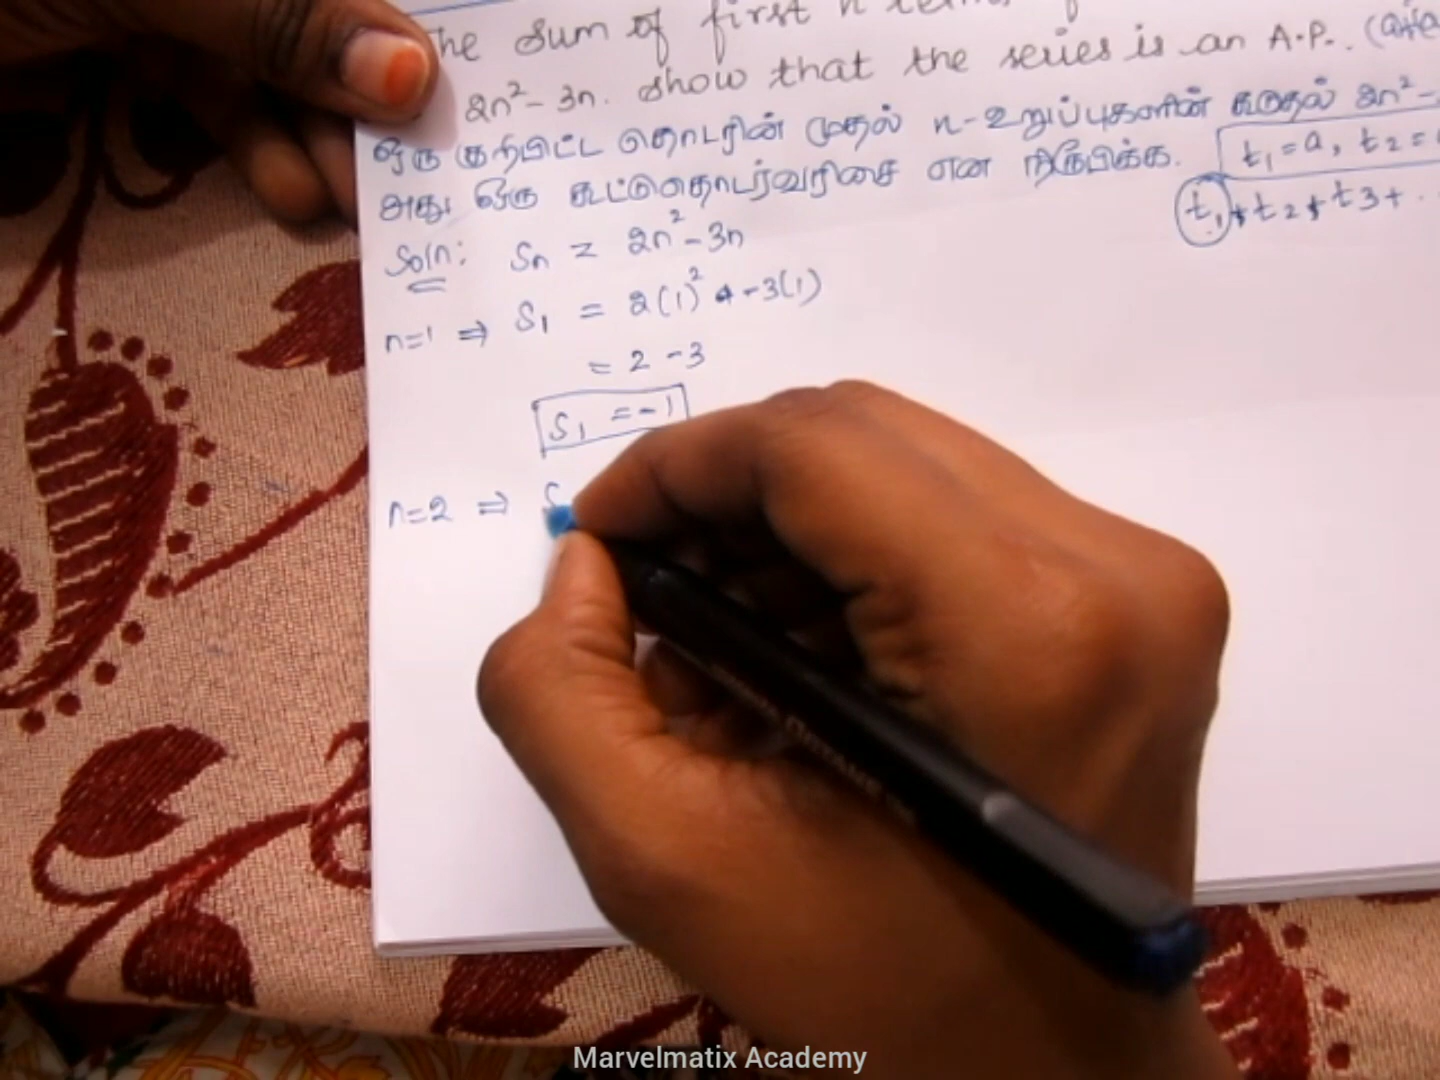 The Sum of first n terms
2n² - 3n. show that the series is an A.P.
ஒரு குறிப்பிட்ட தொடரின் முதல் n-உறுப்புகளின் கூடுதல் 2n² -
அது ஒரு கூட்டுதொடர்வரிசை என நிரூபிக்க.
t₁ = a, t₂ =
t₁ + t₂ + t₃ + ..
Soln: Sn = 2n² - 3n
n=1 ⇒ S₁ = 2(1)² - 3(1)
= 2 - 3
S₁ = -1
n=2 ⇒ S
Marvelmatix Academy